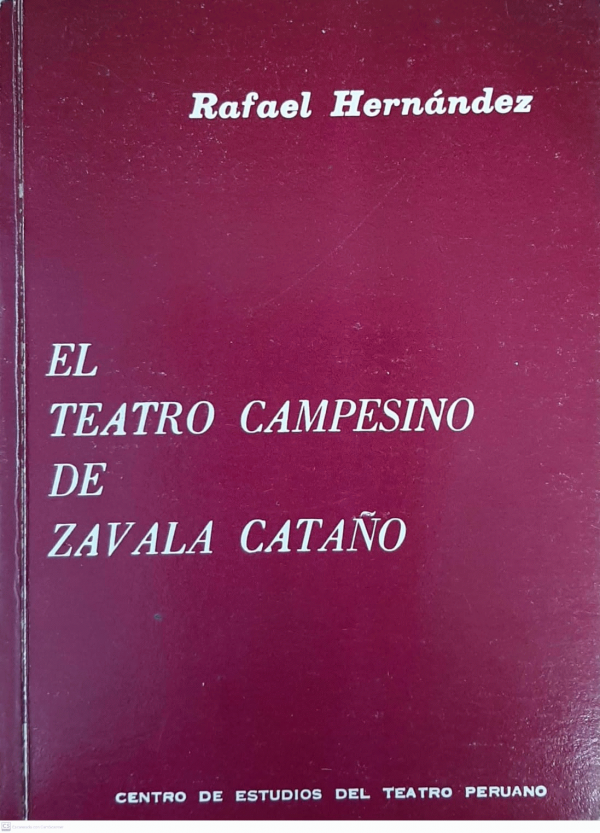 Rafael Hernández
EL
TEATRO CAMPESINO
DE
ZAVALA CATAÑO
CENTRO DE ESTUDIOS DEL TEATRO PERUANO